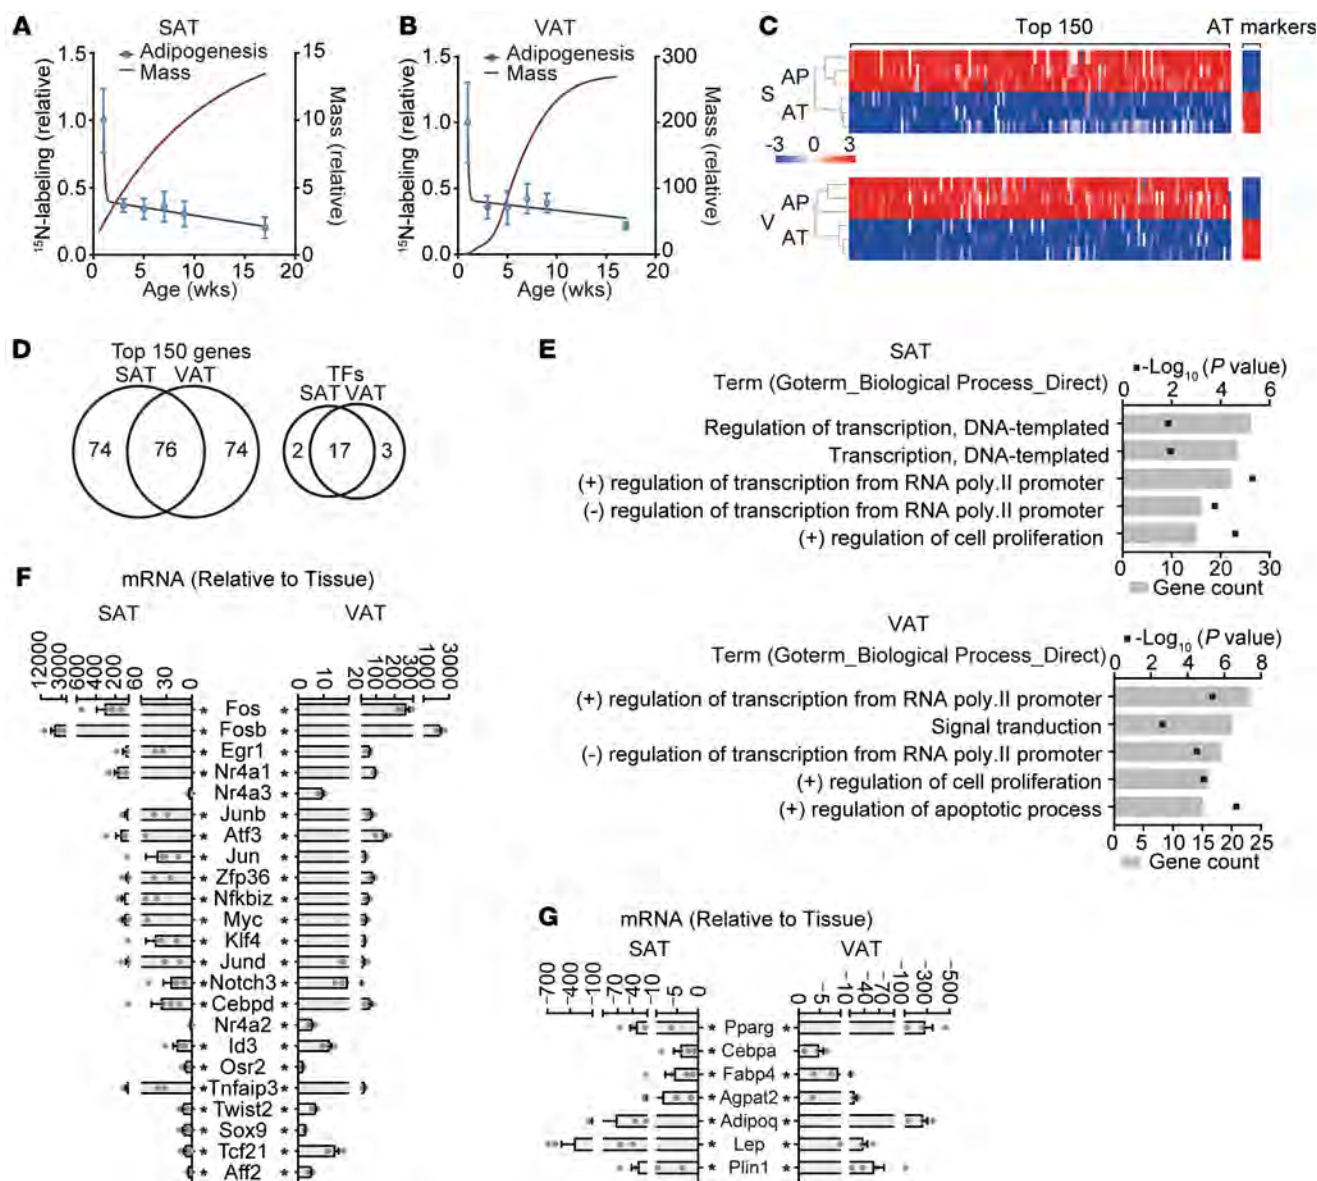 A SAT
1.5 15
Adipogenesis
Mass
1.0 10
0.5 5
0.0 0
0 5 10 15 20
Age (wks)
¹⁵N-labeling (relative)
Mass (relative)
B VAT
1.5 300
Adipogenesis
Mass
1.0 200
0.5 100
0.0 0
0 5 10 15 20
Age (wks)
¹⁵N-labeling (relative)
Mass (relative)
C Top 150 AT markers
S AP
AT
-3 0 3
V AP
AT
D
Top 150 genes
SAT VAT
74 76 74
TFs
SAT VAT
2 17 3
E SAT
Term (Goterm_Biological Process_Direct)
-Log₁₀ (P value)
0 2 4 6
Regulation of transcription, DNA-templated
Transcription, DNA-templated
(+) regulation of transcription from RNA poly.II promoter
(-) regulation of transcription from RNA poly.II promoter
(+) regulation of cell proliferation
0 10 20 30
Gene count
VAT
Term (Goterm_Biological Process_Direct)
-Log₁₀ (P value)
0 2 4 6 8
(+) regulation of transcription from RNA poly.II promoter
Signal tranduction
(-) regulation of transcription from RNA poly.II promoter
(+) regulation of cell proliferation
(+) regulation of apoptotic process
0 5 10 15 20 25
Gene count
F mRNA (Relative to Tissue)
SAT VAT
12000 3000 600 400 200 60 30 0
0 10 20 100 200 300 1000 3000
* Fos *
* Fosb *
* Egr1 *
* Nr4a1 *
* Nr4a3 *
* Junb *
* Atf3 *
* Jun *
* Zfp36 *
* Nfkbiz *
* Myc *
* Klf4 *
* Jund *
* Notch3 *
* Cebpd *
* Nr4a2 *
* Id3 *
* Osr2 *
* Tnfaip3 *
* Twist2 *
* Sox9 *
* Tcf21 *
* Aff2 *
G mRNA (Relative to Tissue)
SAT VAT
-700 -400 -100 -70 -40 -10 -5 0
0 -5 -10 -40 -70 -100 -300 -500
* Pparg *
* Cebpa *
* Fabp4 *
* Agpat2 *
* Adipoq *
* Lep *
* Plin1 *